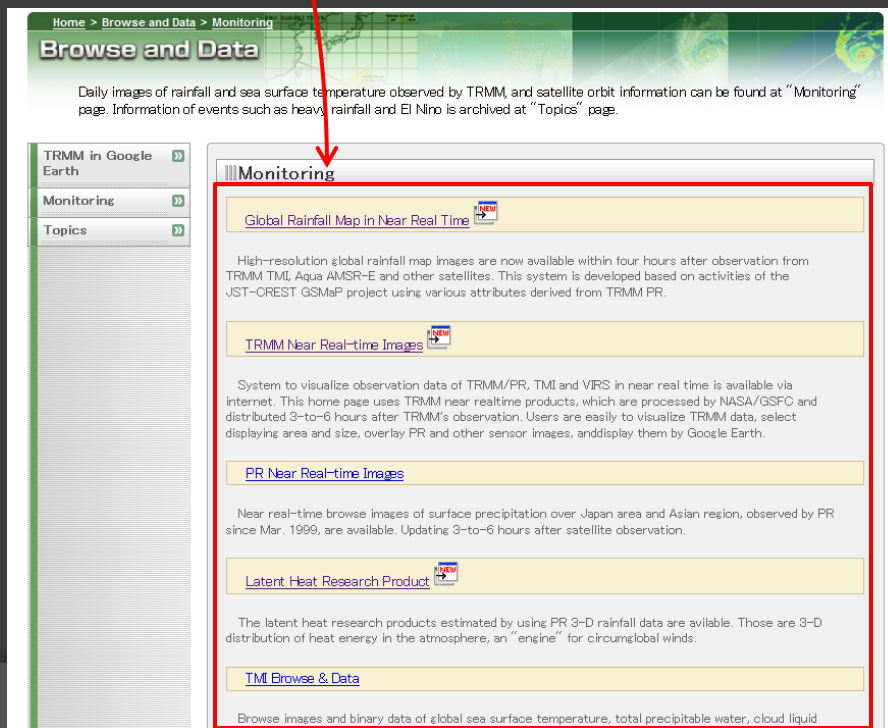 Home > Browse and Data > Monitoring
Browse and Data
Daily images of rainfall and sea surface temperature observed by TRMM, and satellite orbit information can be found at "Monitoring"
page. Information of events such as heavy rainfall and El Nino is archived at "Topics" page.
TRMM in Google
Earth
Monitoring
Topics
Monitoring
Global Rainfall Map in Near Real Time NEW
High-resolution global rainfall map images are now available within four hours after observation from
TRMM TMI, Aqua AMSR-E and other satellites. This system is developed based on activities of the
JST-CREST GSMaP project using various attributes derived from TRMM PR.
TRMM Near Real-time Images NEW
System to visualize observation data of TRMM/PR, TMI and VIRS in near real time is available via
internet. This home page uses TRMM near realtime products, which are processed by NASA/GSFC and
distributed 3-to-6 hours after TRMM's observation. Users are easily to visualize TRMM data, select
displaying area and size, overlay PR and other sensor images, anddisplay them by Google Earth.
PR Near Real-time Images
Near real-time browse images of surface precipitation over Japan area and Asian region, observed by PR
since Mar. 1999, are available. Updating 3-to-6 hours after satellite observation.
Latent Heat Research Product NEW
The latent heat research products estimated by using PR 3-D rainfall data are avilable. Those are 3-D
distribution of heat energy in the atmosphere, an "engine" for circumglobal winds.
TMI Browse & Data
Browse images and binary data of global sea surface temperature, total precipitable water, cloud liquid